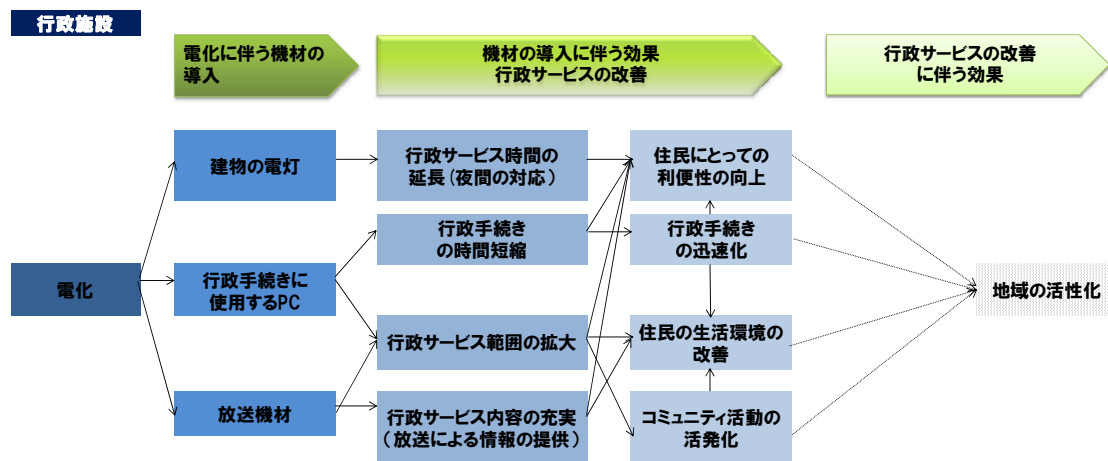 行政施設
電化に伴う機材の
導入
機材の導入に伴う効果
行政サービスの改善
行政サービスの改善
に伴う効果
建物の電灯
行政サービス時間の
延長(夜間の対応)
住民にとっての
利便性の向上
行政手続き
の時間短縮
行政手続き
の迅速化
電化
行政手続きに
使用するPC
地域の活性化
行政サービス範囲の拡大
住民の生活環境の
改善
放送機材
行政サービス内容の充実
(放送による情報の提供)
コミュニティ活動の
活発化